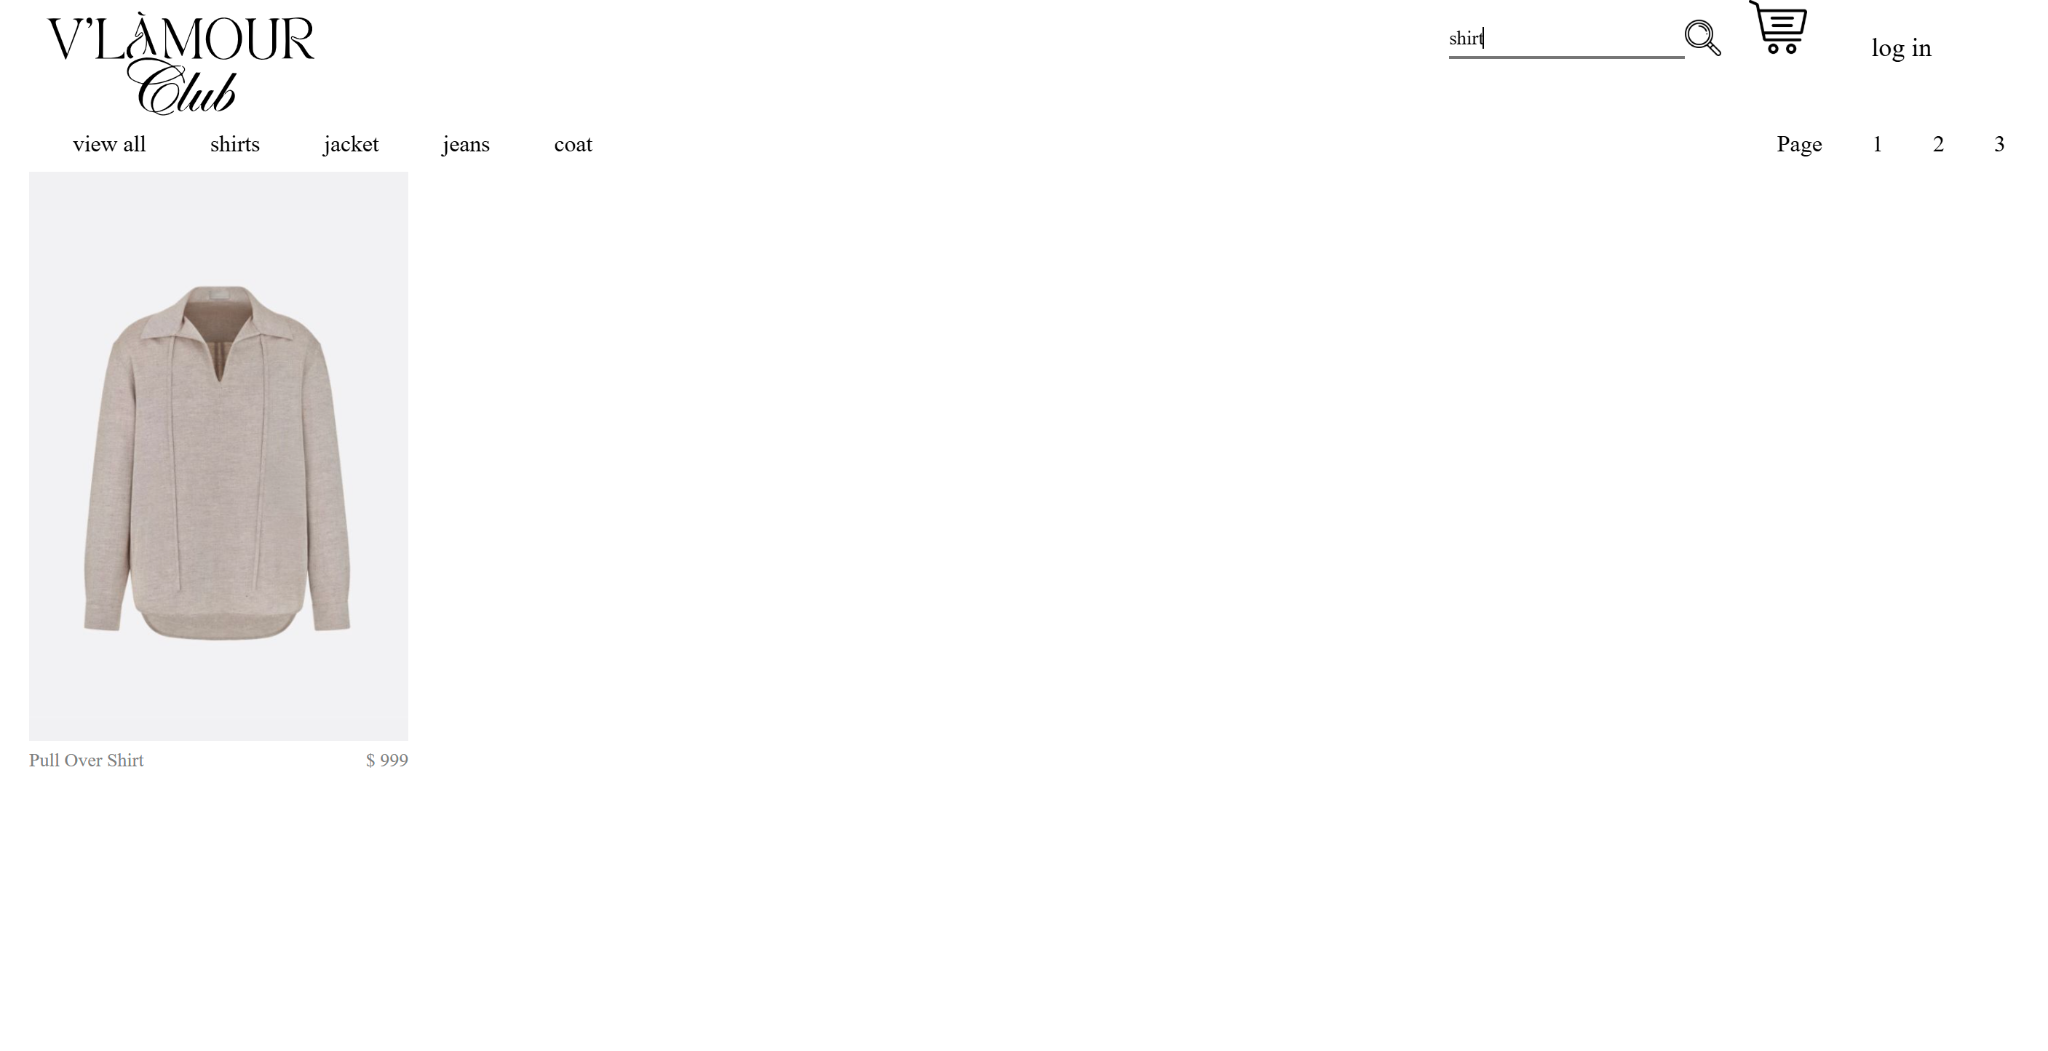 V'LÀMOUR
Club
shirt
log in
view all shirts jacket jeans coat Page 1 2 3
Pull Over Shirt $ 999